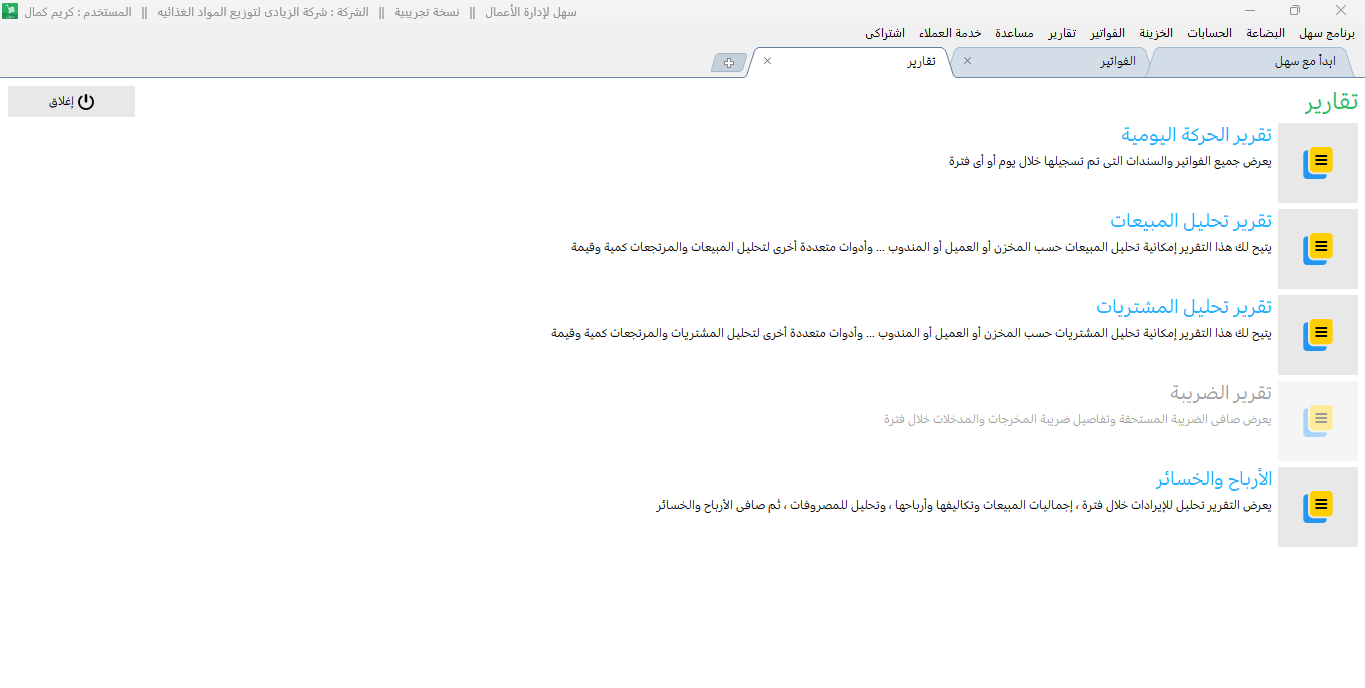 سهل لإدارة الأعمال || نسخة تجريبية || الشركة : شركة الزيادى لتوزيع المواد الغذائيه || المستخدم : كريم كمال
برنامج سهل البضاعة الحسابات الخزينة الفواتير تقارير مساعدة خدمة العملاء اشتراكى
ابدأ مع سهل الفواتير تقارير
تقارير
إغلاق
تقرير الحركة اليومية
يعرض جميع الفواتير والسندات التى تم تسجيلها خلال يوم أو أى فترة
تقرير تحليل المبيعات
يتيح لك هذا التقرير إمكانية تحليل المبيعات حسب المخزن أو العميل أو المندوب ... وأدوات متعددة أخرى لتحليل المبيعات والمرتجعات كمية وقيمة
تقرير تحليل المشتريات
يتيح لك هذا التقرير إمكانية تحليل المشتريات حسب المخزن أو العميل أو المندوب ... وأدوات متعددة أخرى لتحليل المشتريات والمرتجعات كمية وقيمة
تقرير الضريبة
يعرض صافى الضريبة المستحقة وتفاصيل ضريبة المخرجات والمدخلات خلال فترة
الأرباح والخسائر
يعرض التقرير تحليل للإيرادات خلال فترة ، إجماليات المبيعات وتكاليفها وأرباحها ، وتحليل للمصروفات ، ثم صافى الأرباح والخسائر